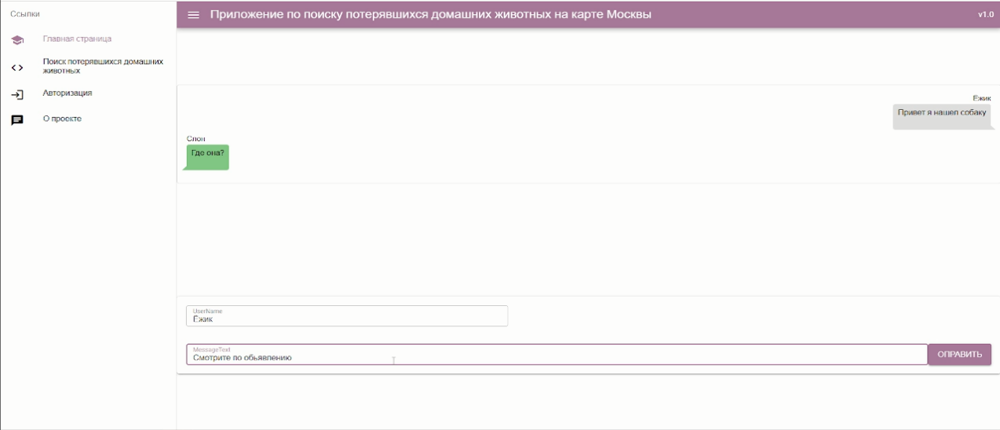 Ссылки
Главная страница
Поиск потерявшихся домашних
животных
Авторизация
О проекте
Приложение по поиску потерявшихся домашних животных на карте Москвы
v1.0
Ежик
Привет я нашел собаку
Слон
Где она?
UserName
Ёжик
MessageText
Смотрите по обьявлению
ОПРАВИТЬ